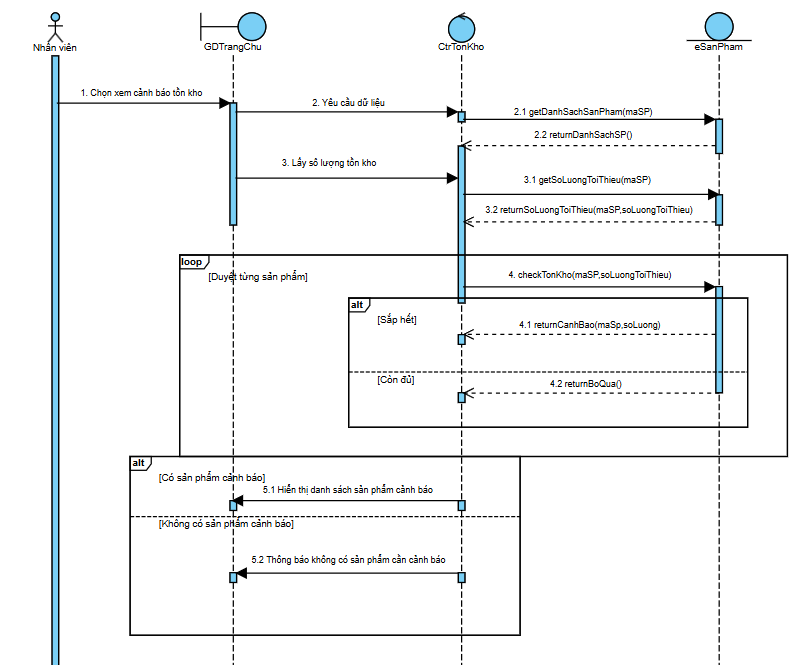 Nhân viên
GDTrangChu
CtrTonKho
eSanPham
1. Chọn xem cảnh báo tồn kho
2. Yêu cầu dữ liệu
2.1 getDanhSachSanPham(maSP)
2.2 returnDanhSachSP()
3. Lấy số lượng tồn kho
3.1 getSoLuongToiThieu(maSP)
3.2 returnSoLuongToiThieu(maSP,soLuongToiThieu)
loop
[Duyệt từng sản phẩm]
4. checkTonKho(maSP,soLuongToiThieu)
alt
[Sắp hết]
4.1 returnCanhBao(maSp,soLuong)
[Còn đủ]
4.2 returnBoQua()
alt
[Có sản phẩm cảnh báo]
5.1 Hiển thị danh sách sản phẩm cảnh báo
[Không có sản phẩm cảnh báo]
5.2 Thông báo không có sản phẩm cần cảnh báo